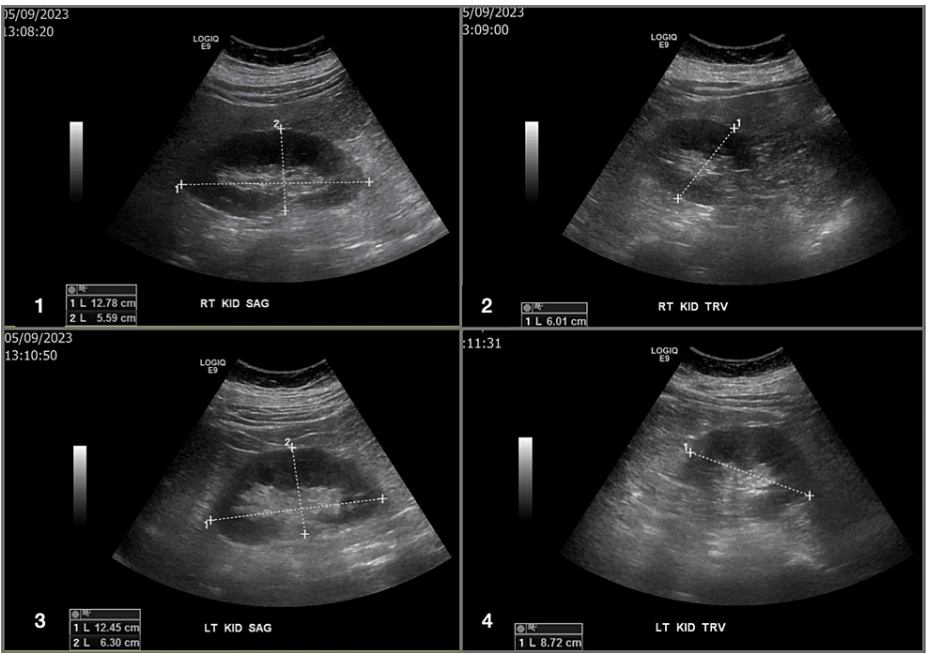 05/09/2023
13:08:20
LOGIQ
E9
2
1
1 L 12.78 cm
2 L 5.59 cm
1
RT KID SAG
5/09/2023
3:09:00
LOGIQ
E9
1
1 L 6.01 cm
2
RT KID TRV
05/09/2023
13:10:50
LOGIQ
E9
2
1
1 L 12.45 cm
2 L 6.30 cm
3
LT KID SAG
:11:31
LOGIQ
E9
1
1 L 8.72 cm
4
LT KID TRV